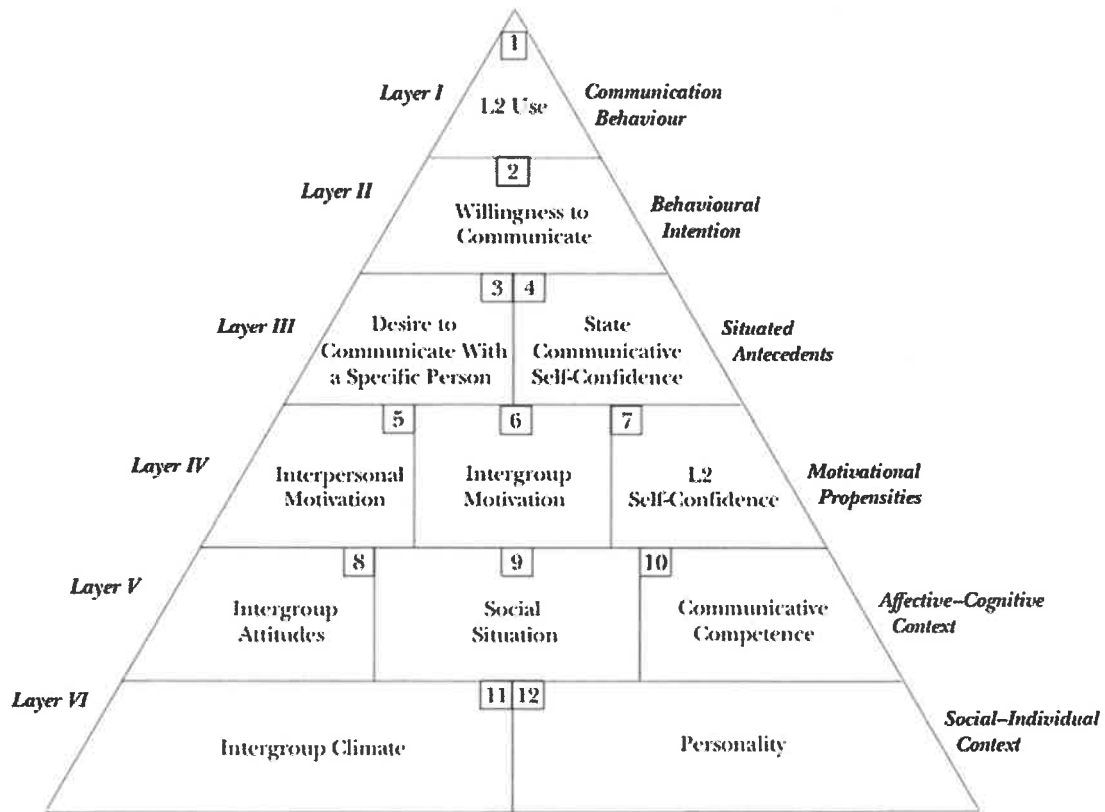 1
Layer I
L2 Use
Communication
Behaviour
2
Layer II
Willingness to
Communicate
Behavioural
Intention
3
4
Layer III
Desire to
Communicate With
a Specific Person
State
Communicative
Self-Confidence
Situated
Antecedents
5
6
7
Layer IV
Interpersonal
Motivation
Intergroup
Motivation
L2
Self-Confidence
Motivational
Propensities
8
9
10
Layer V
Intergroup
Attitudes
Social
Situation
Communicative
Competence
Affective–Cognitive
Context
11
12
Layer VI
Intergroup Climate
Personality
Social–Individual
Context